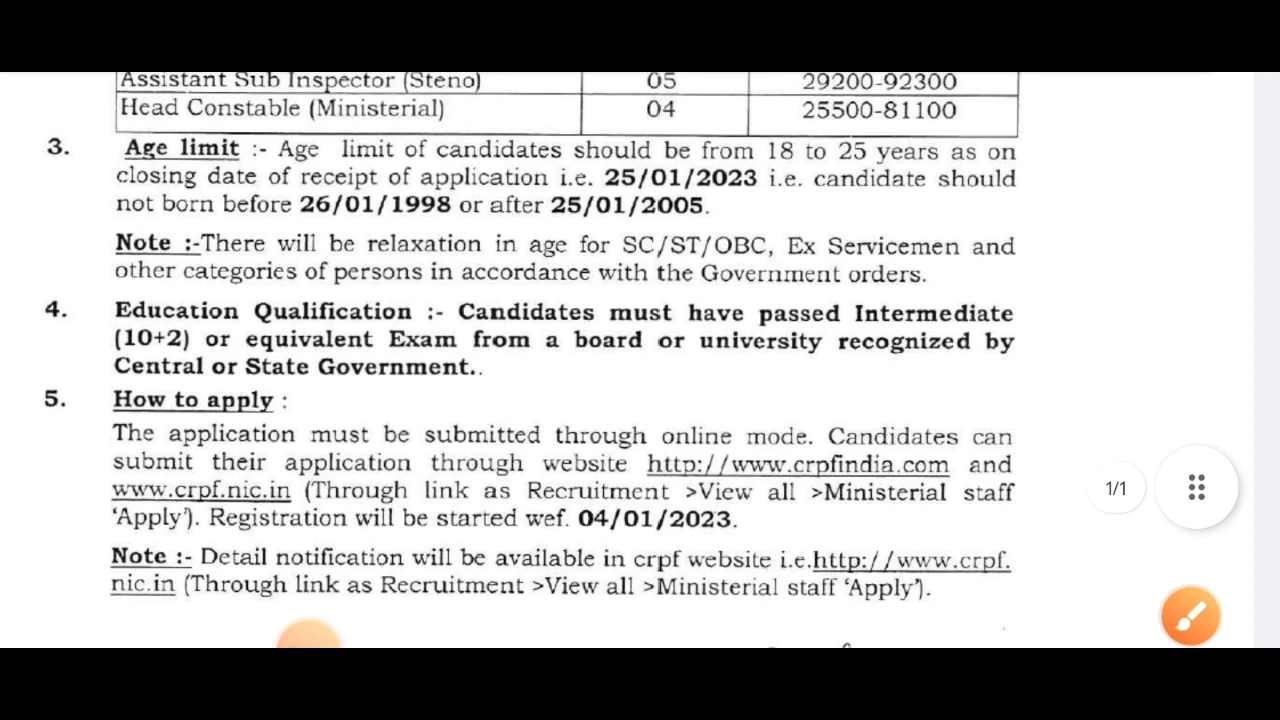 Assistant Sub Inspector (Steno) 05 29200-92300
Head Constable (Ministerial) 04 25500-81100
3. Age limit :- Age limit of candidates should be from 18 to 25 years as on
closing date of receipt of application i.e. 25/01/2023 i.e. candidate should
not born before 26/01/1998 or after 25/01/2005.
Note :-There will be relaxation in age for SC/ST/OBC, Ex Servicemen and
other categories of persons in accordance with the Government orders.
4. Education Qualification :- Candidates must have passed Intermediate
(10+2) or equivalent Exam from a board or university recognized by
Central or State Government..
5. How to apply :
The application must be submitted through online mode. Candidates can
submit their application through website http://www.crpfindia.com and
www.crpf.nic.in (Through link as Recruitment >View all >Ministerial staff
‘Apply’). Registration will be started wef. 04/01/2023.
Note :- Detail notification will be available in crpf website i.e.http://www.crpf.
nic.in (Through link as Recruitment >View all >Ministerial staff ‘Apply’).
1/1